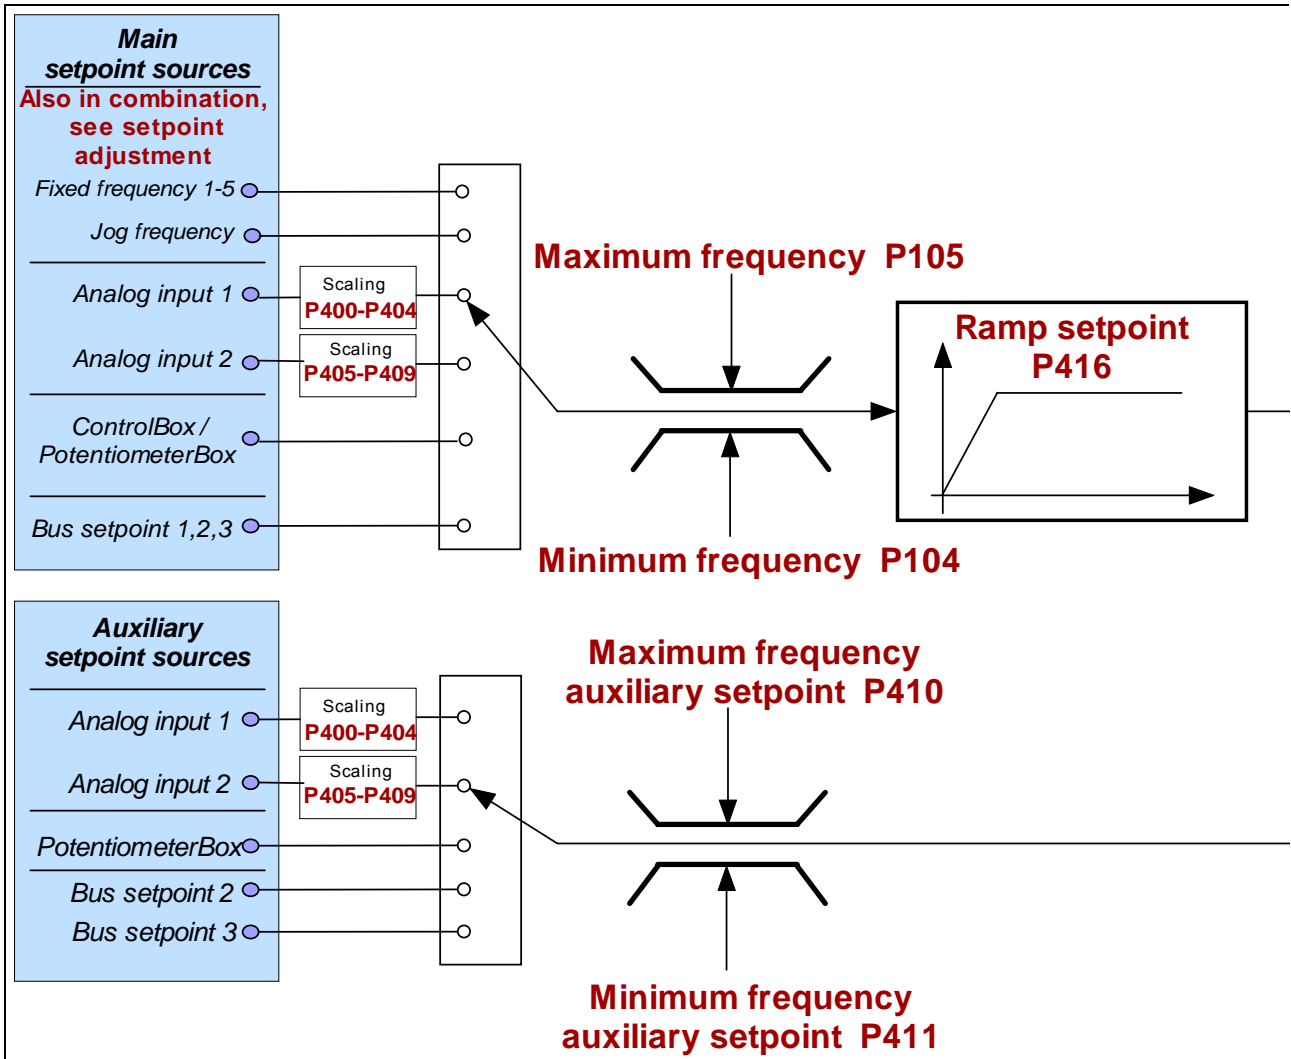 Main
setpoint sources
Also in combination,
see setpoint
adjustment
Fixed frequency 1-5
Jog frequency
Analog input 1
Scaling
P400-P404
Analog input 2
Scaling
P405-P409
ControlBox /
PotentiometerBox
Bus setpoint 1,2,3
Maximum frequency P105
Minimum frequency P104
Ramp setpoint
P416
Auxiliary
setpoint sources
Analog input 1
Scaling
P400-P404
Analog input 2
Scaling
P405-P409
PotentiometerBox
Bus setpoint 2
Bus setpoint 3
Maximum frequency
auxiliary setpoint P410
Minimum frequency
auxiliary setpoint P411